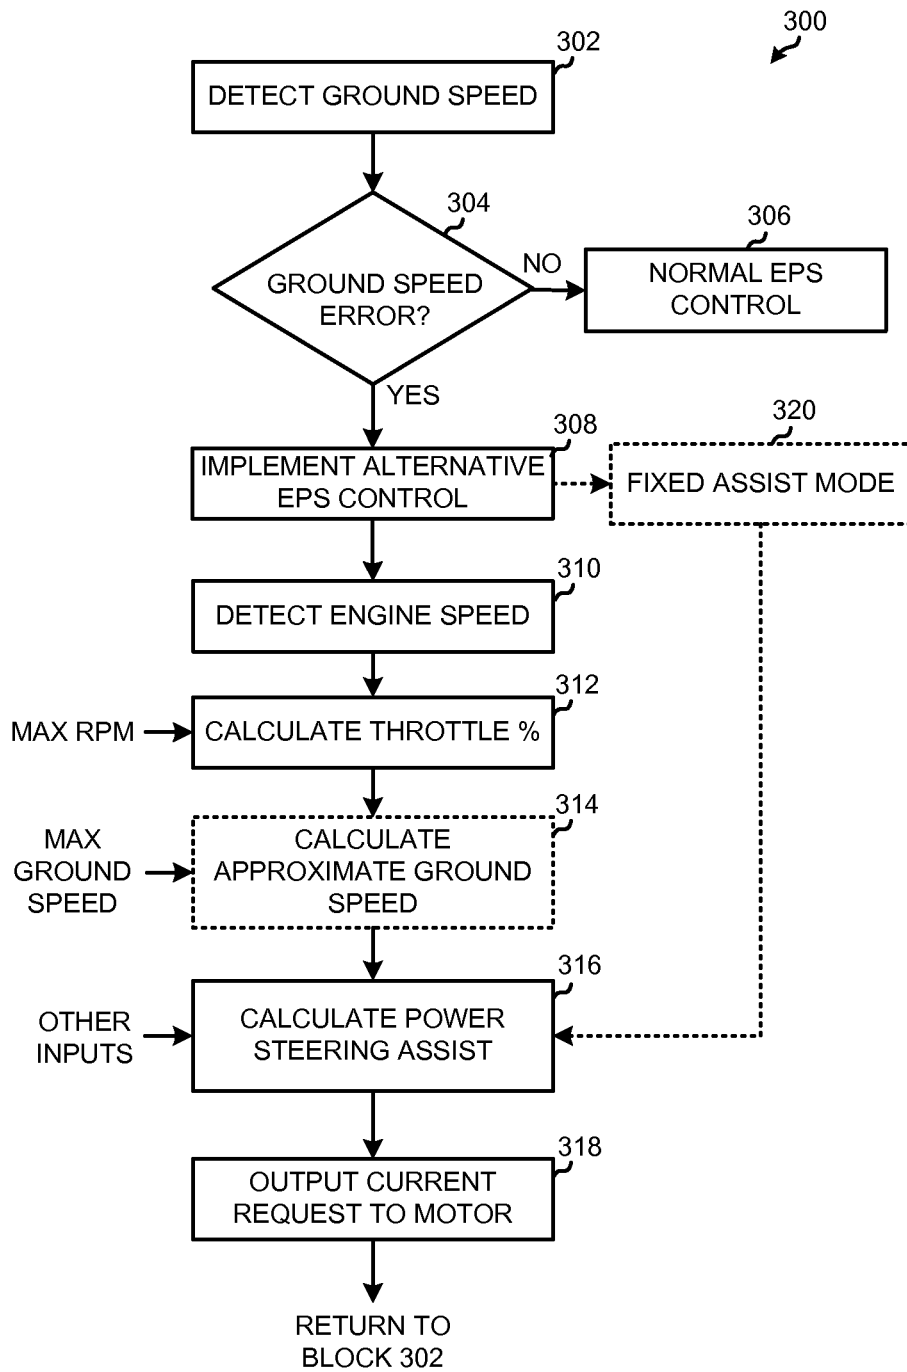 300
302
DETECT GROUND SPEED
304
GROUND SPEED
ERROR?
NO
306
NORMAL EPS
CONTROL
YES
308
IMPLEMENT ALTERNATIVE
EPS CONTROL
320
FIXED ASSIST MODE
310
DETECT ENGINE SPEED
312
MAX RPM
CALCULATE THROTTLE %
314
MAX
GROUND
SPEED
CALCULATE
APPROXIMATE GROUND
SPEED
316
OTHER
INPUTS
CALCULATE POWER
STEERING ASSIST
318
OUTPUT CURRENT
REQUEST TO MOTOR
RETURN TO
BLOCK 302